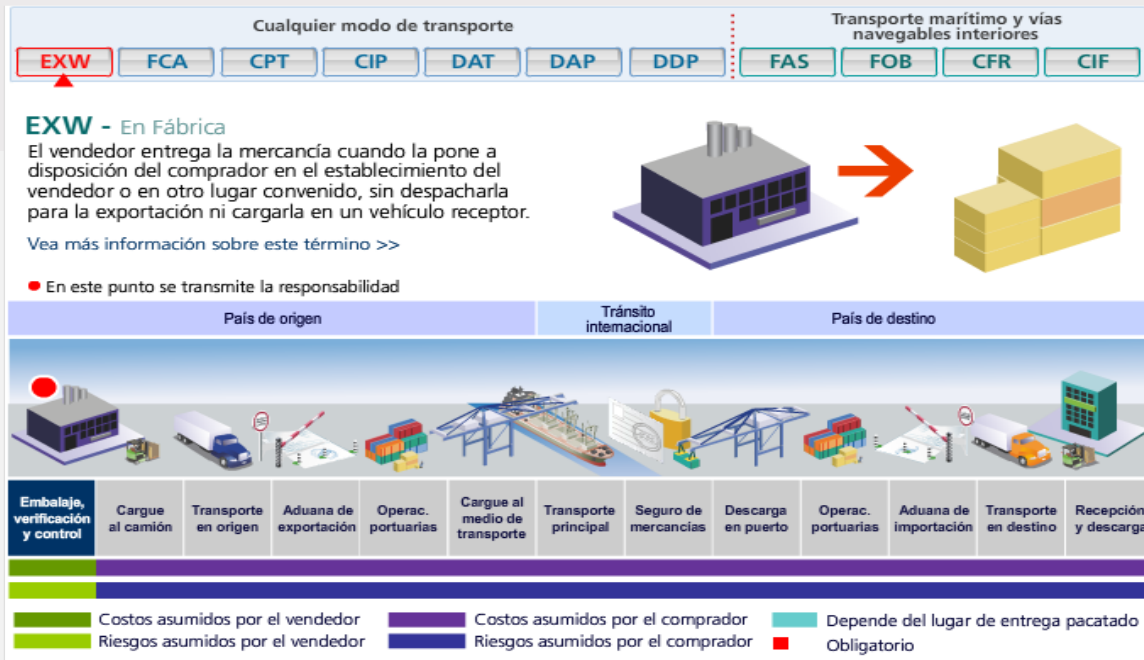 Cualquier modo de transporte
Transporte marítimo y vías
navegables interiores
EXW FCA CPT CIP DAT DAP DDP FAS FOB CFR CIF
EXW - En Fábrica
El vendedor entrega la mercancía cuando la pone a
disposición del comprador en el establecimiento del
vendedor o en otro lugar convenido, sin despacharla
para la exportación ni cargarla en un vehículo receptor.
Vea más información sobre este término >>
En este punto se transmite la responsabilidad
País de origen
Tránsito
internacional
País de destino
Embalaje,
verificación
y control
Cargue
al camión
Transporte
en origen
Aduana de
exportación
Operac.
portuarias
Cargue al
medio de
transporte
Transporte
principal
Seguro de
mercancías
Descarga
en puerto
Operac.
portuarias
Aduana de
importación
Transporte
en destino
Recepción
y descarga
Costos asumidos por el vendedor
Riesgos asumidos por el vendedor
Costos asumidos por el comprador
Riesgos asumidos por el comprador
Depende del lugar de entrega pacatado
Obligatorio